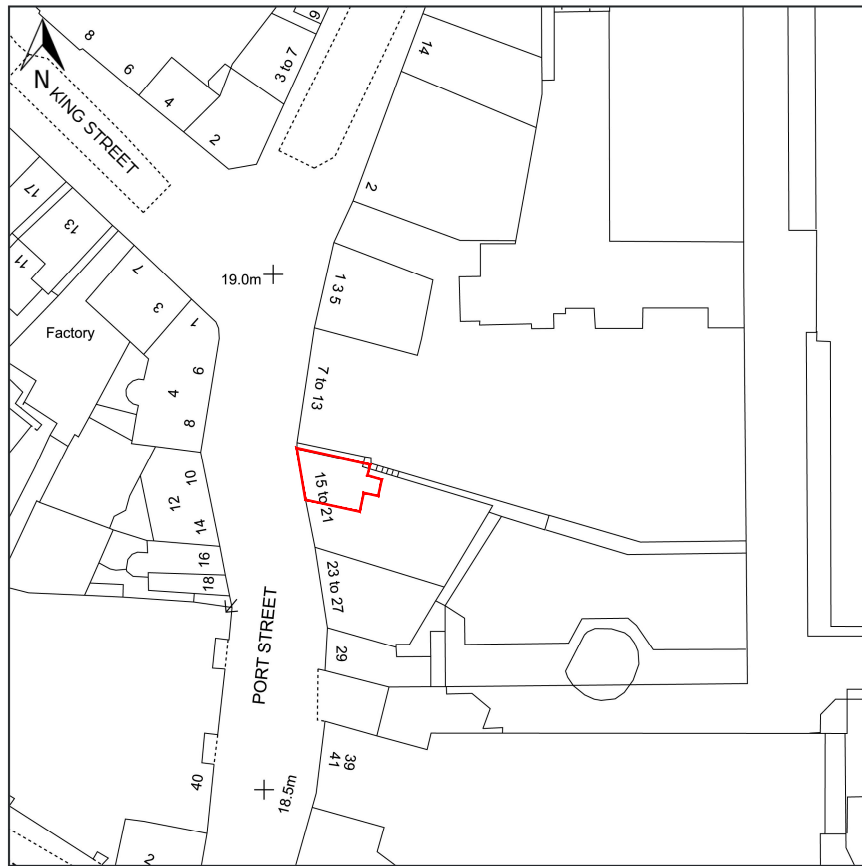 8
6
4
2
3 to 7
9
14
2
N
KING STREET
17
13
11
7
3
1
19.0m
1 3 5
Factory
6
4
8
7 to 13
10
12
14
15 to 21
16
18
23 to 27
PORT STREET
29
39
41
40
18.5m
2